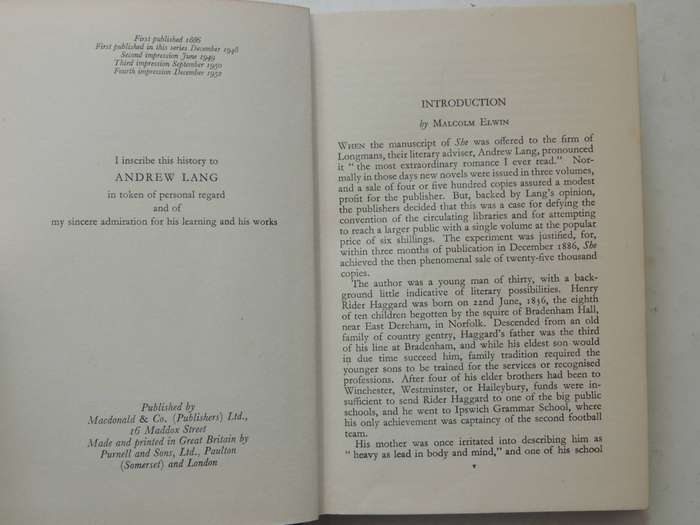 First published 1886
First published in this series December 1948
Second impression June 1949
Third impression September 1950
Fourth impression December 1952
I inscribe this history to
ANDREW LANG
in token of personal regard
and of
my sincere admiration for his learning and his works
Published by
Macdonald & Co. (Publishers) Ltd.,
16 Maddox Street
Made and printed in Great Britain by
Purnell and Sons, Ltd., Paulton
(Somerset) and London
INTRODUCTION
by MALCOLM ELWIN
WHEN the manuscript of She was offered to the firm of
Longmans, their literary adviser, Andrew Lang, pronounced
it " the most extraordinary romance I ever read." Nor-
mally in those days new novels were issued in three volumes,
and a sale of four or five hundred copies assured a modest
profit for the publisher. But, backed by Lang's opinion,
the publishers decided that this was a case for defying the
convention of the circulating libraries and for attempting
to reach a larger public with a single volume at the popular
price of six shillings. The experiment was justified, for,
within three months of publication in December 1886, She
achieved the then phenomenal sale of twenty-five thousand
copies.
The author was a young man of thirty, with a back-
ground little indicative of literary possibilities. Henry
Rider Haggard was born on 22nd June, 1856, the eighth
of ten children begotten by the squire of Bradenham Hall,
near East Dereham, in Norfolk. Descended from an old
family of country gentry, Haggard's father was the third
of his line at Bradenham, and while his eldest son would
in due time succeed him, family tradition required the
younger sons to be trained for the services or recognised
professions. After four of his elder brothers had been to
Winchester, Westminster, or Haileybury, funds were in-
sufficient to send Rider Haggard to one of the big public
schools, and he went to Ipswich Grammar School, where
his only achievement was captaincy of the second football
team.
His mother was once irritated into describing him as
" heavy as lead in body and mind," and one of his school
v